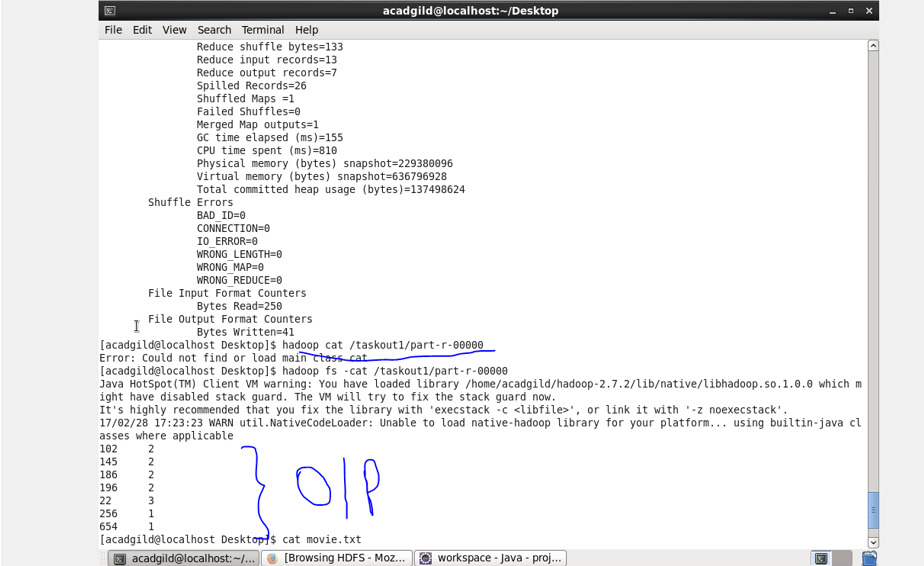 acadgild@localhost:~/Desktop
File Edit View Search Terminal Help
Reduce shuffle bytes=133
Reduce input records=13
Reduce output records=7
Spilled Records=26
Shuffled Maps =1
Failed Shuffles=0
Merged Map outputs=1
GC time elapsed (ms)=155
CPU time spent (ms)=810
Physical memory (bytes) snapshot=229380096
Virtual memory (bytes) snapshot=636796928
Total committed heap usage (bytes)=137498624
Shuffle Errors
BAD_ID=0
CONNECTION=0
IO_ERROR=0
WRONG_LENGTH=0
WRONG_MAP=0
WRONG_REDUCE=0
File Input Format Counters
Bytes Read=250
File Output Format Counters
Bytes Written=41
[acadgild@localhost Desktop]$ hadoop cat /taskout1/part-r-00000
Error: Could not find or load main class cat
[acadgild@localhost Desktop]$ hadoop fs -cat /taskout1/part-r-00000
Java HotSpot(TM) Client VM warning: You have loaded library /home/acadgild/hadoop-2.7.2/lib/native/libhadoop.so.1.0.0 which m
ight have disabled stack guard. The VM will try to fix the stack guard now.
It's highly recommended that you fix the library with 'execstack -c <libfile>', or link it with '-z noexecstack'.
17/02/28 17:23:23 WARN util.NativeCodeLoader: Unable to load native-hadoop library for your platform... using builtin-java cl
asses where applicable
102 2
145 2
186 2
196 2
22 3
256 1
654 1
O|P
[acadgild@localhost Desktop]$ cat movie.txt
acadgild@localhost:~/... [Browsing HDFS - Moz... workspace - Java - proj...